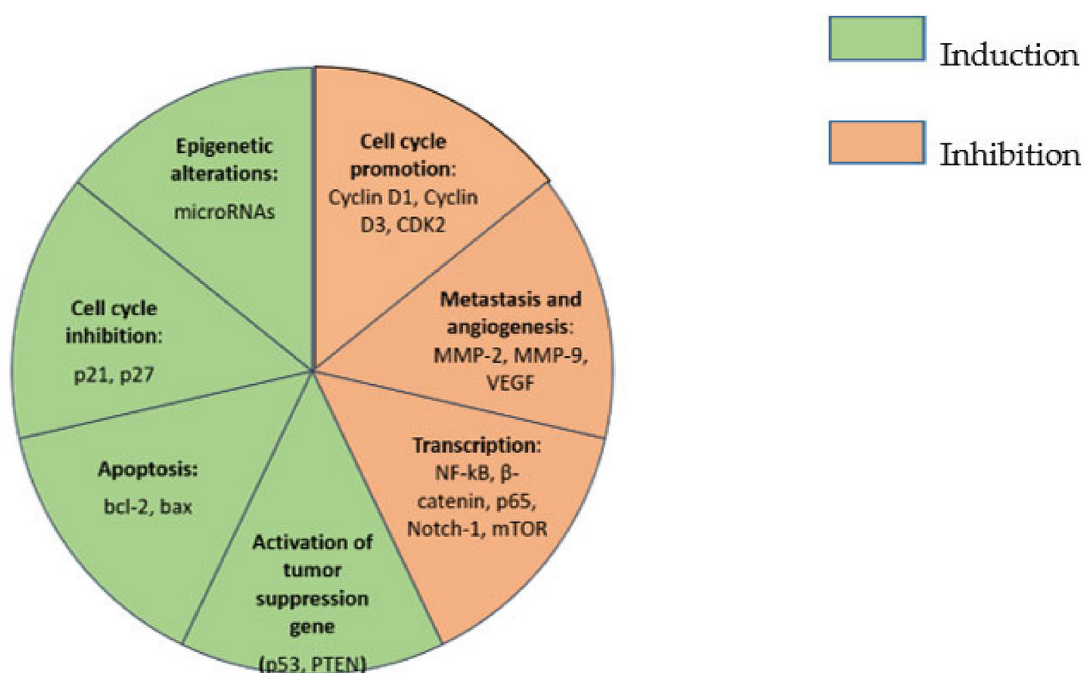 Induction
Inhibition
Epigenetic
alterations:
microRNAs
Cell cycle
promotion:
Cyclin D1, Cyclin
D3, CDK2
Cell cycle
inhibition:
p21, p27
Metastasis and
angiogenesis:
MMP-2, MMP-9,
VEGF
Apoptosis:
bcl-2, bax
Transcription:
NF-kB, β-
catenin, p65,
Notch-1, mTOR
Activation of
tumor
suppression
gene
(p53, PTEN)